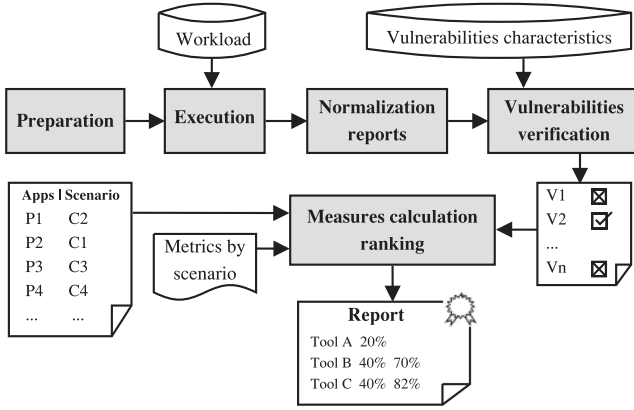 Workload
Vulnerabilities characteristics
Preparation
Execution
Normalization
reports
Vulnerabilities
verification
Apps | Scenario
P1 C2
P2 C1
P3 C3
P4 C4
... ...
Metrics by
scenario
Measures calculation
ranking
V1
V2
...
Vn
Report
Tool A 20%
Tool B 40% 70%
Tool C 40% 82%